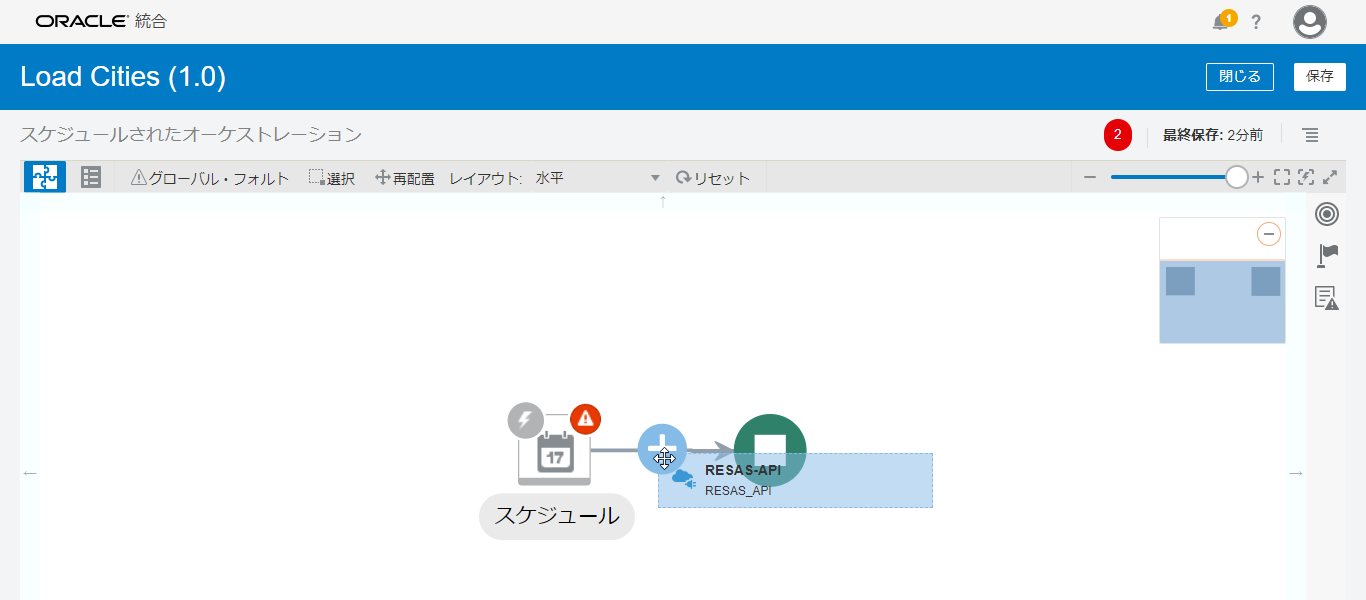 ORACLE® 統合
1
?
Load Cities (1.0)
閉じる
保存
スケジュールされたオーケストレーション
2
最終保存: 2分前
グローバル・フォルト
選択
再配置
レイアウト: 水平
リセット
17
RESAS-API
RESAS_API
スケジュール